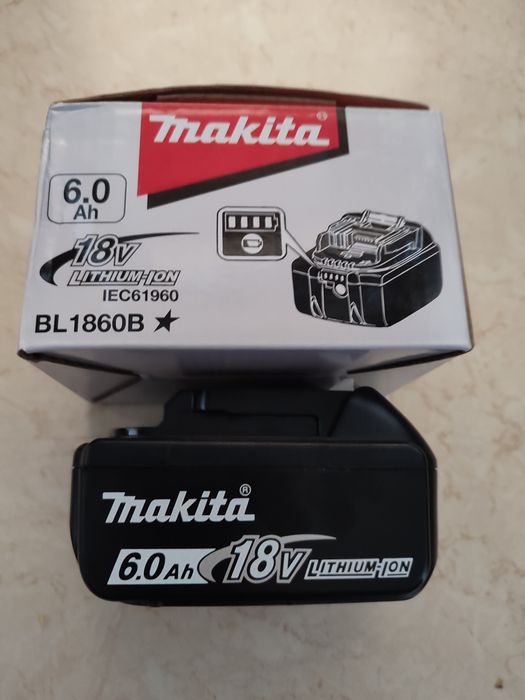 makita®
6.0
Ah
18V
LITHIUM-ION
IEC61960
BL1860B ★
makita®
6.0Ah 18V LITHIUM-ION